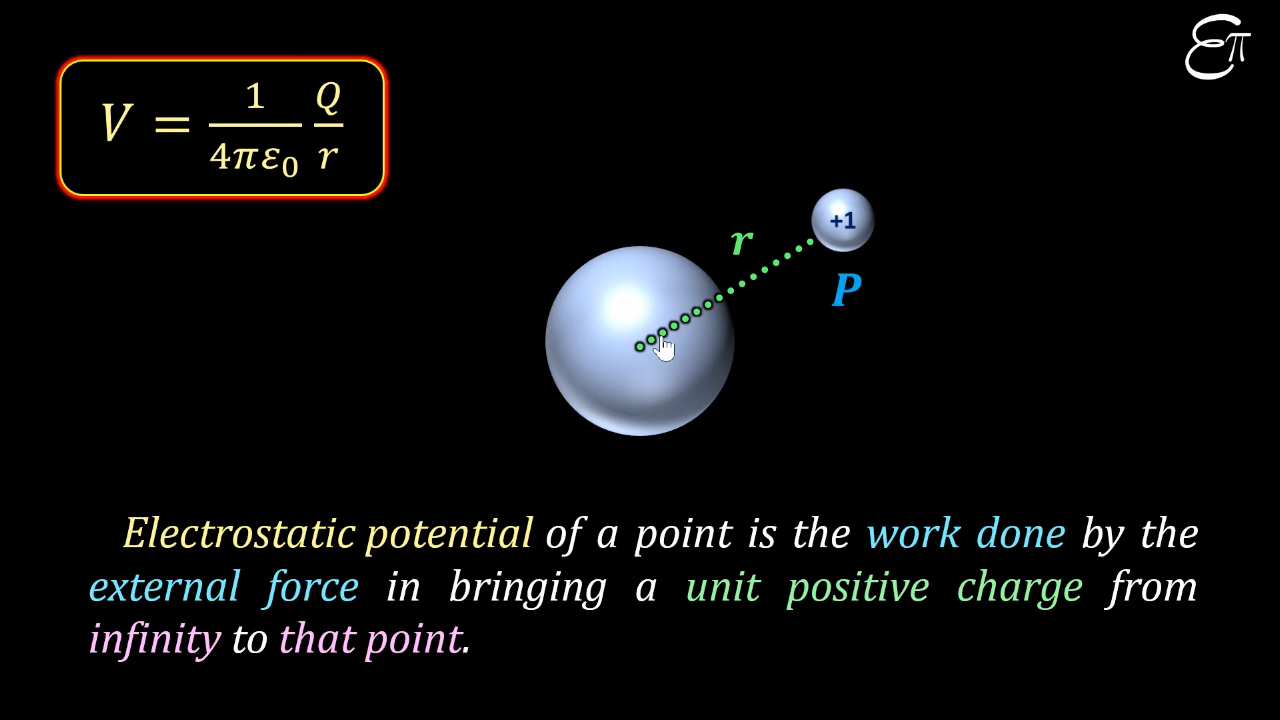 ℰπ
V = 1/4πε₀ Q/r
+1
r
P
Electrostatic potential of a point is the work done by the
external force in bringing a unit positive charge from
infinity to that point.